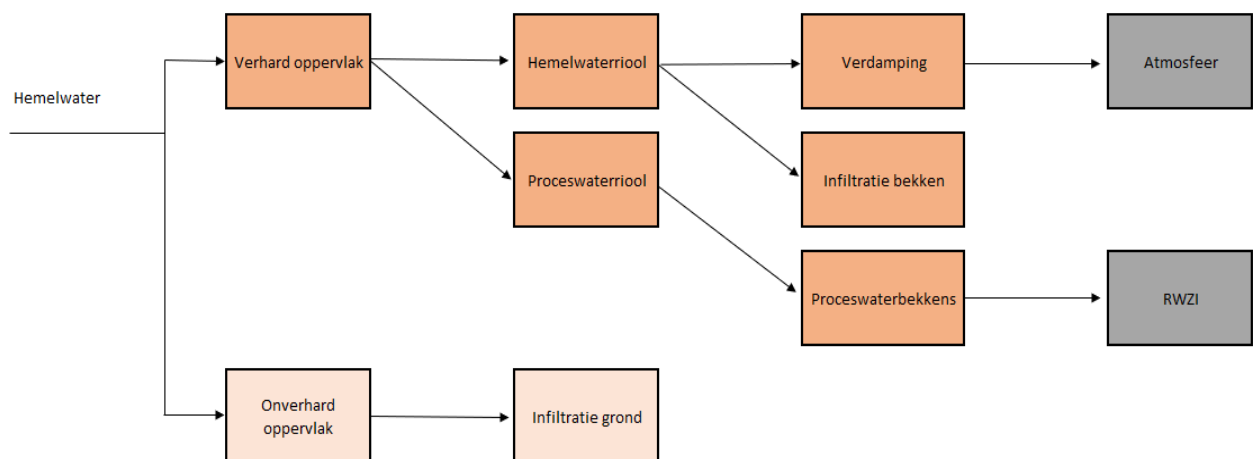 Verhard oppervlak
Hemelwaterriool
Verdamping
Atmosfeer
Hemelwater
Proceswaterriool
Infiltratie bekken
Proceswaterbekkens
RWZI
Onverhard
oppervlak
Infiltratie grond